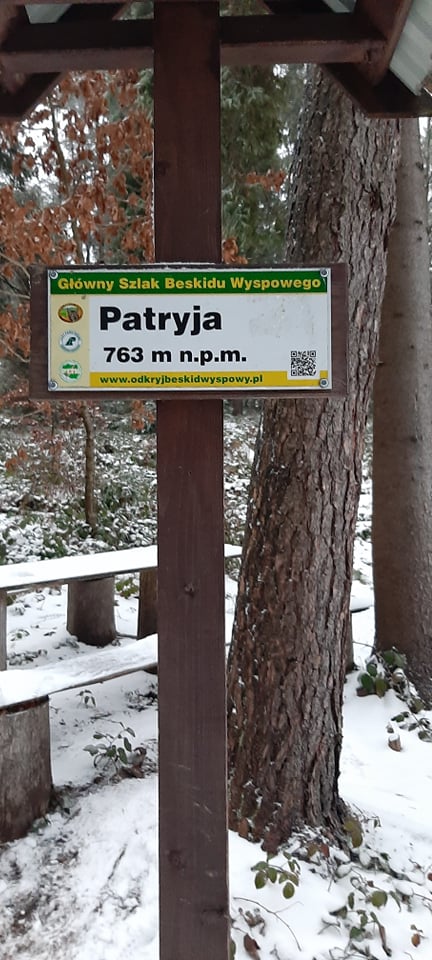 Główny Szlak Beskidu Wyspowego
Patryja
763 m n.p.m.
www.odkryjbeskidwyspowy.pl